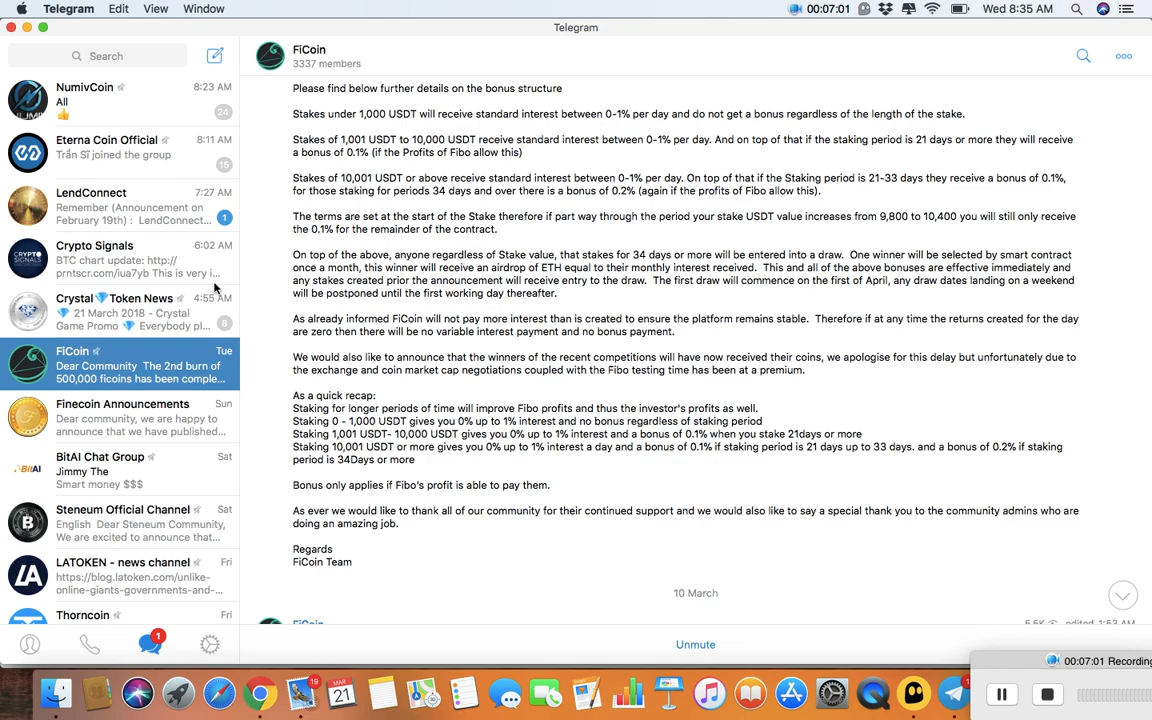 Telegram Edit View Window
00:07:01
Wed 8:35 AM
Telegram
Search
NumivCoin 8:23 AM
All
👍 24
Eterna Coin Official 8:11 AM
Trần Sĩ joined the group
15
LendConnect 7:27 AM
Remember (Announcement on
February 19th) : LendConnect... 1
Crypto Signals 6:02 AM
BTC chart update: http://
prntscr.com/iua7yb This is very i...
Crystal💎Token News 4:55 AM
💎 21 March 2018 - Crystal
Game Promo 💎 Everybody pl... 8
FiCoin Tue
Dear Community The 2nd burn of
500,000 ficoins has been comple...
Finecoin Announcements Sun
Dear community, we are happy to
announce that we have published...
BitAI Chat Group Sat
Jimmy The
Smart money $$$
BitAI
Steneum Official Channel Sat
English Dear Steneum Community,
We are excited to announce that...
LATOKEN - news channel Fri
https://blog.latoken.com/unlike-
online-giants-governments-and-...
Thorncoin Fri
1
FiCoin
3337 members
Please find below further details on the bonus structure
Stakes under 1,000 USDT will receive standard interest between 0-1% per day and do not get a bonus regardless of the length of the stake.
Stakes of 1,001 USDT to 10,000 USDT receive standard interest between 0-1% per day. And on top of that if the staking period is 21 days or more they will receive
a bonus of 0.1% (if the Profits of Fibo allow this)
Stakes of 10,001 USDT or above receive standard interest between 0-1% per day. On top of that if the Staking period is 21-33 days they receive a bonus of 0.1%,
for those staking for periods 34 days and over there is a bonus of 0.2% (again if the profits of Fibo allow this).
The terms are set at the start of the Stake therefore if part way through the period your stake USDT value increases from 9,800 to 10,400 you will still only receive
the 0.1% for the remainder of the contract.
On top of the above, anyone regardless of Stake value, that stakes for 34 days or more will be entered into a draw. One winner will be selected by smart contract
once a month, this winner will receive an airdrop of ETH equal to their monthly interest received. This and all of the above bonuses are effective immediately and
any stakes created prior the announcement will receive entry to the draw. The first draw will commence on the first of April, any draw dates landing on a weekend
will be postponed until the first working day thereafter.
As already informed FiCoin will not pay more interest than is created to ensure the platform remains stable. Therefore if at any time the returns created for the day
are zero then there will be no variable interest payment and no bonus payment.
We would also like to announce that the winners of the recent competitions will have now received their coins, we apologise for this delay but unfortunately due to
the exchange and coin market cap negotiations coupled with the Fibo testing time has been at a premium.
As a quick recap:
Staking for longer periods of time will improve Fibo profits and thus the investor's profits as well.
Staking 0 - 1,000 USDT gives you 0% up to 1% interest and no bonus regardless of staking period
Staking 1,001 USDT- 10,000 USDT gives you 0% up to 1% interest and a bonus of 0.1% when you stake 21days or more
Staking 10,001 USDT or more gives you 0% up to 1% interest a day and a bonus of 0.1% if staking period is 21 days up to 33 days. and a bonus of 0.2% if staking
period is 34Days or more
Bonus only applies if Fibo's profit is able to pay them.
As ever we would like to thank all of our community for their continued support and we would also like to say a special thank you to the community admins who are
doing an amazing job.
Regards
FiCoin Team
10 March
FiCoin 5.5K edited 1:53 AM
Unmute
00:07:01 Recording
19
MAR
21
1